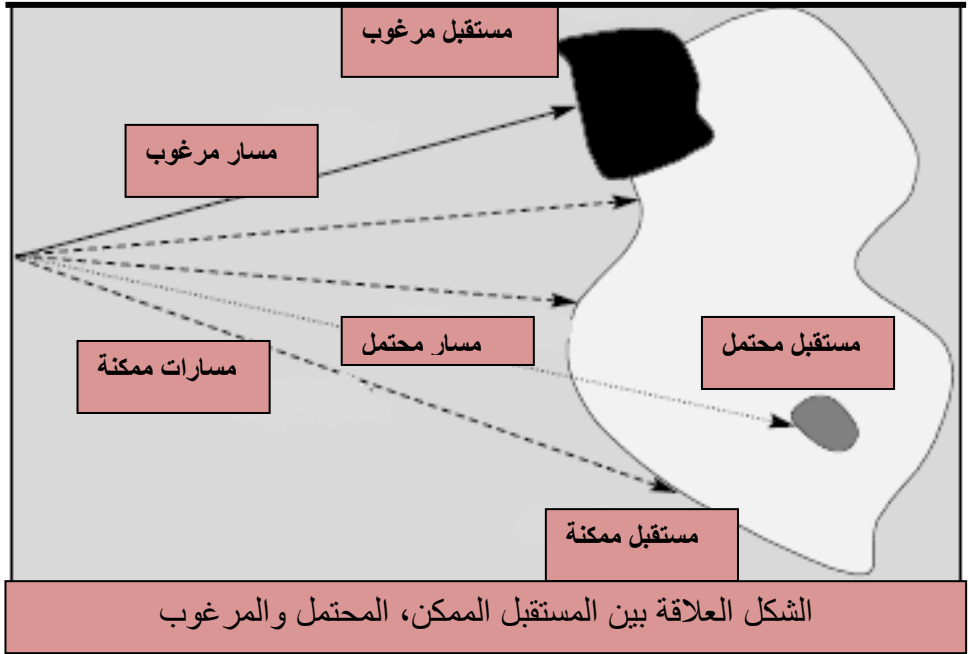 مستقبل مرغوب
مسار مرغوب
مسار محتمل
مستقبل محتمل
مسارات ممكنة
مستقبل ممكنة
الشكل العلاقة بين المستقبل الممكن، المحتمل والمرغوب